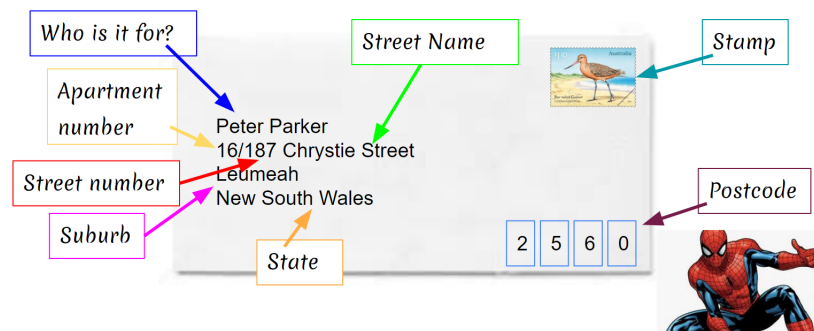 Who is it for?
Street Name
Stamp
Australia
Apartment
number
Peter Parker
16/187 Chrystie Street
Leumeah
New South Wales
Street number
Suburb
State
Postcode
2 5 6 0